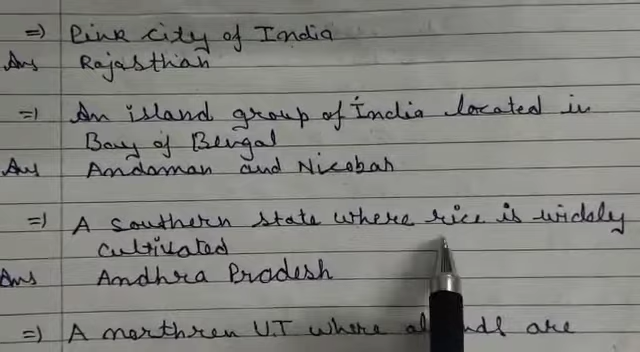 =) Pink city of India
Ans Rajasthan
=) An island group of India located in
Bay of Bengal
Ans Andaman and Nicobar
=) A southern state where rice is widely
cultivated
Ans Andhra Pradesh
=) A northren U.T where are